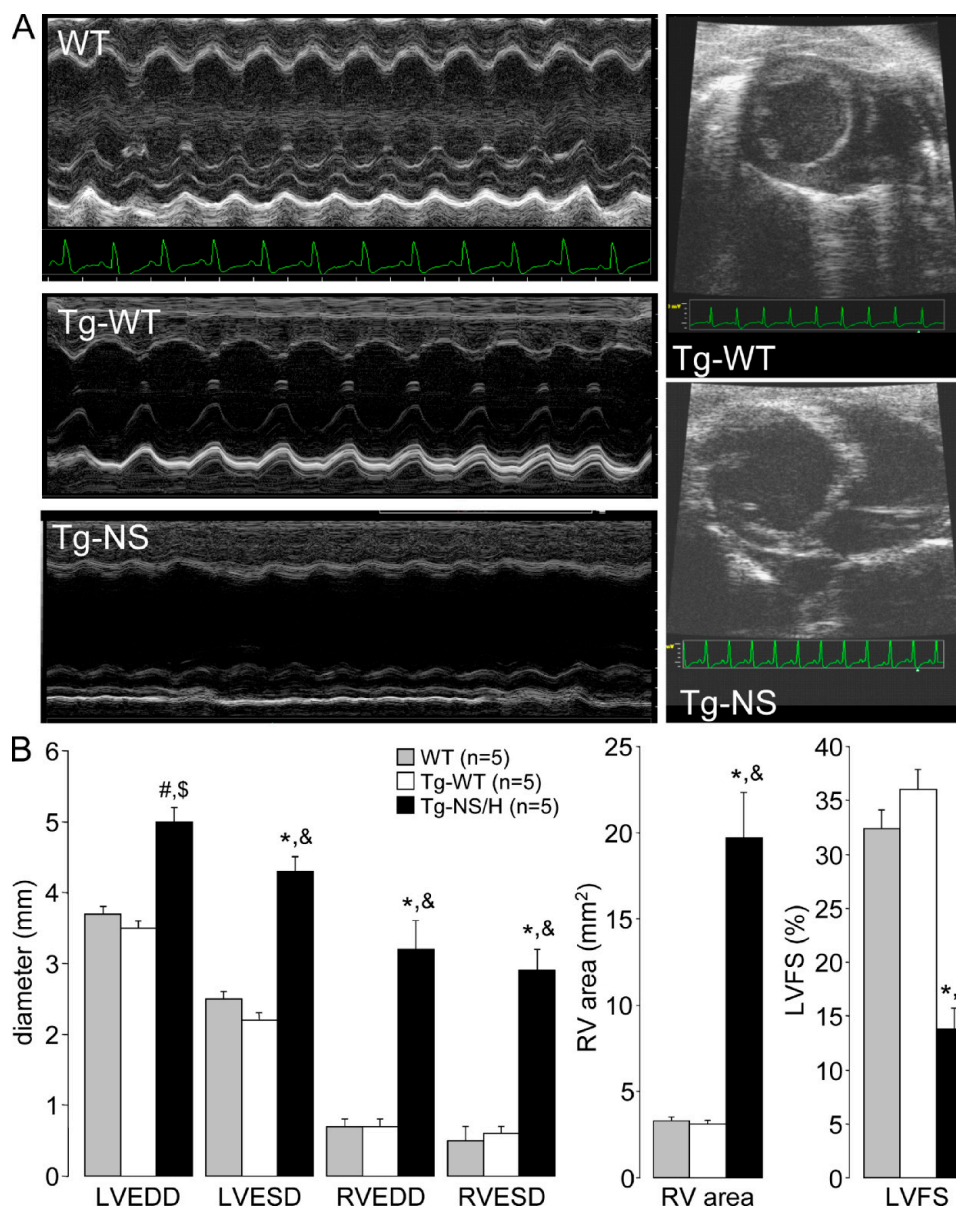 A
WT
Tg-WT
Tg-NS
Tg-WT
Tg-NS
B
WT (n=5)
Tg-WT (n=5)
Tg-NS/H (n=5)
diameter (mm)
6
5
4
3
2
1
0
#,$
*,&
*,&
*,&
LVEDD
LVESD
RVEDD
RVESD
RV area (mm²)
25
20
15
10
5
0
*,&
RV area
LVFS (%)
40
35
30
25
20
15
10
5
0
*,
LVFS